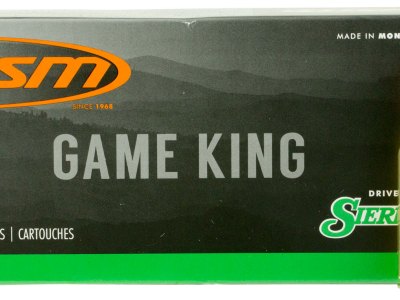 SM
MADE IN MON
SINCE 1968
GAME KING
DRIVE
SIER
S | CARTOUCHES